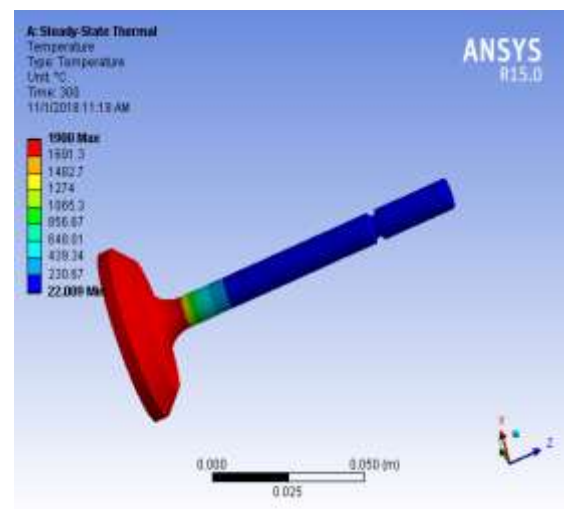 A: Steady-State Thermal
Temperature
Type: Temperature
Unit: °C
Time: 300
11/1/2018 11:13 AM
ANSYS
R15.0
1900 Max
1691.3
1482.7
1274
1065.3
856.67
648.01
439.34
230.67
22.009 Min
X
Z
0.000
0.050 (m)
0.025